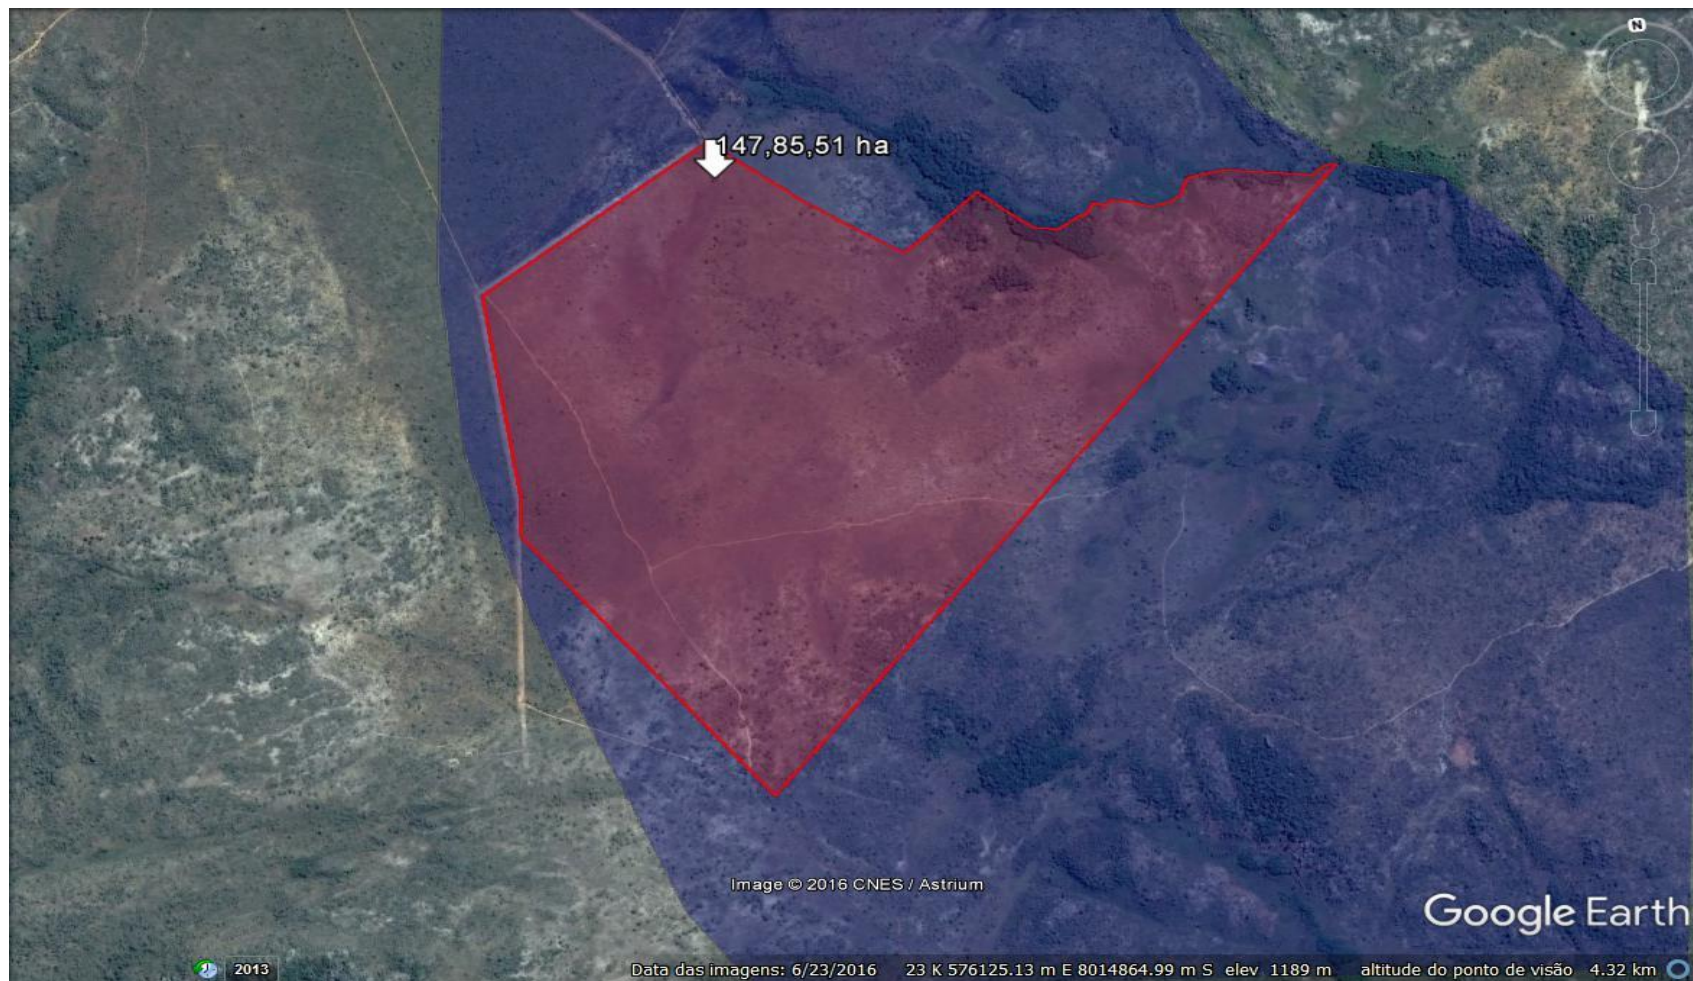 N
147,85,51 ha
Image © 2016 CNES / Astrium
Google Earth
2013
Data das imagens: 6/23/2016 23 K 576125.13 m E 8014864.99 m S elev 1189 m altitude do ponto de visão 4.32 km